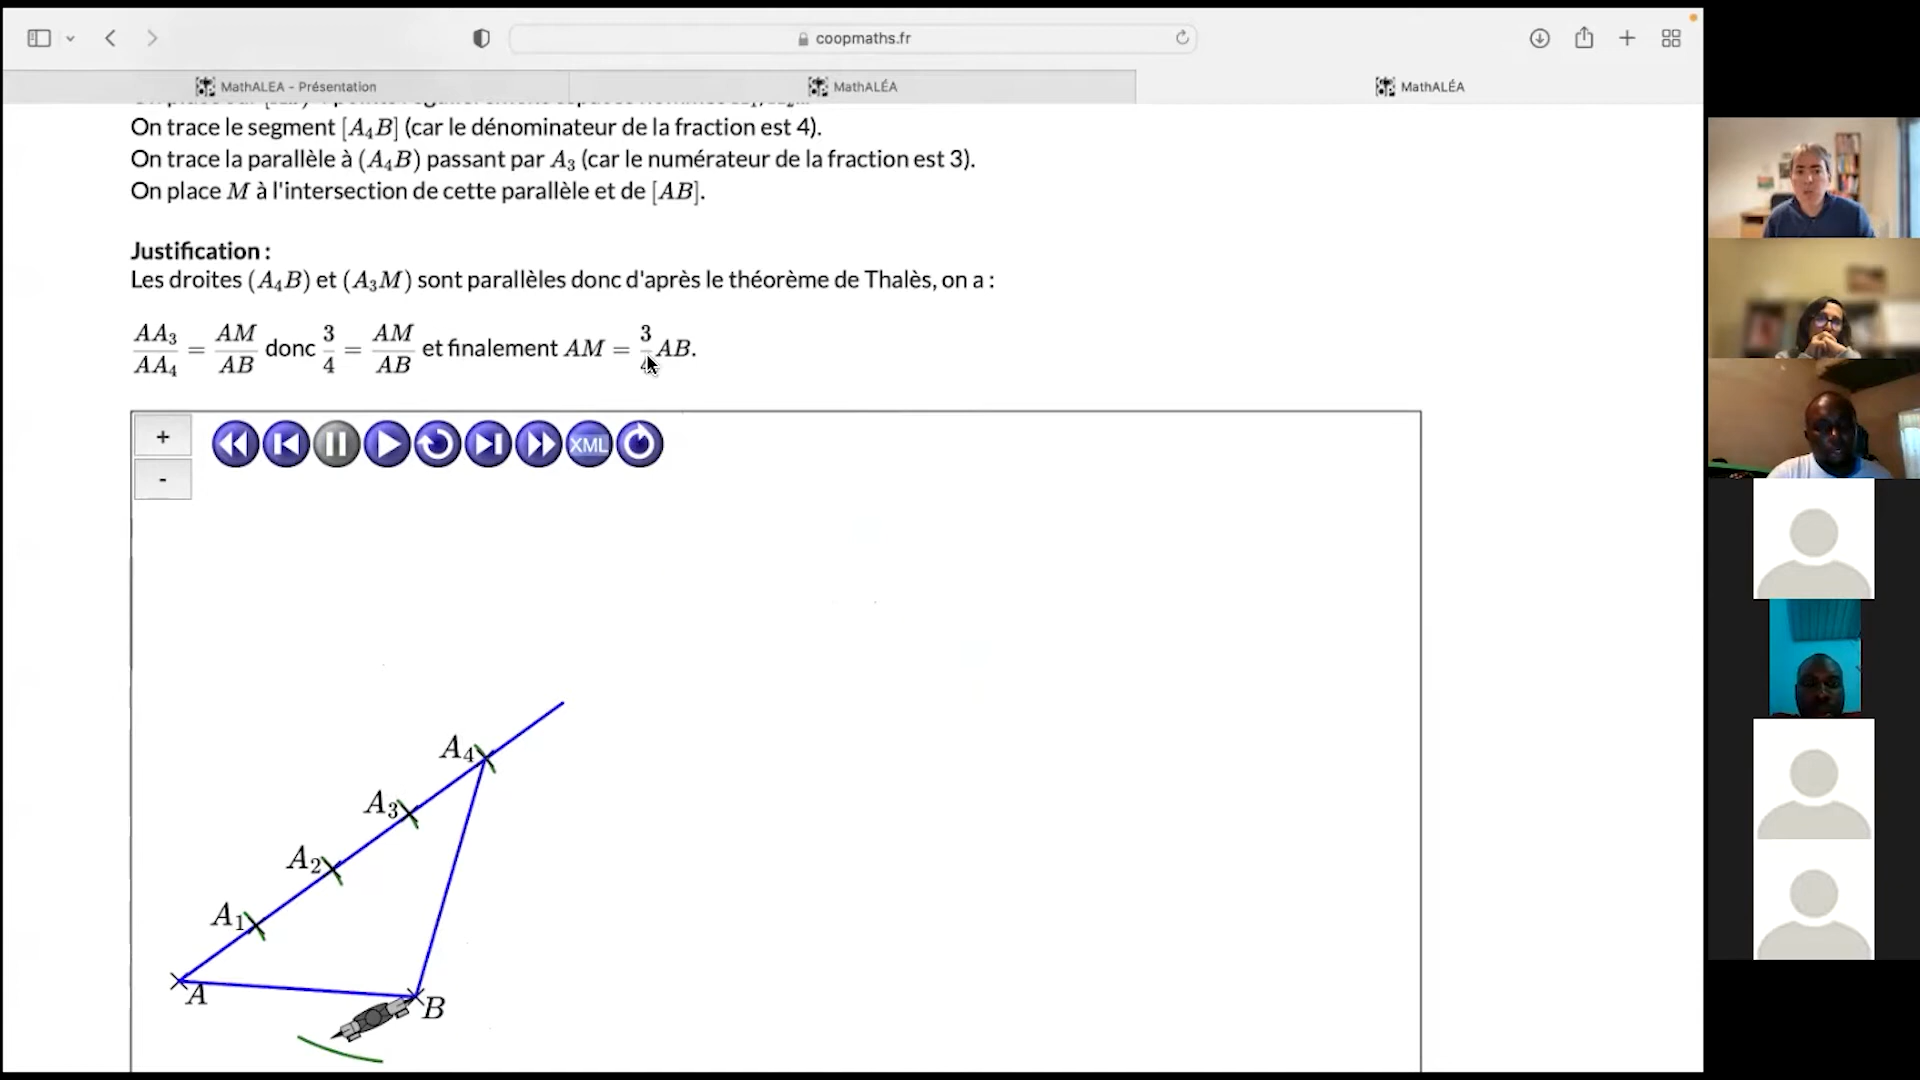 coopmaths.fr
MathALEA - Présentation
MathALÉA
MathALÉA
On trace le segment [A₄B] (car le dénominateur de la fraction est 4).
On trace la parallèle à (A₄B) passant par A₃ (car le numérateur de la fraction est 3).
On place M à l'intersection de cette parallèle et de [AB].
Justification :
Les droites (A₄B) et (A₃M) sont parallèles donc d'après le théorème de Thalès, on a :
AA₃/AA₄ = AM/AB donc 3/4 = AM/AB et finalement AM = 3/4 AB.
+
-
XML
A₄
A₃
A₂
A₁
A
B